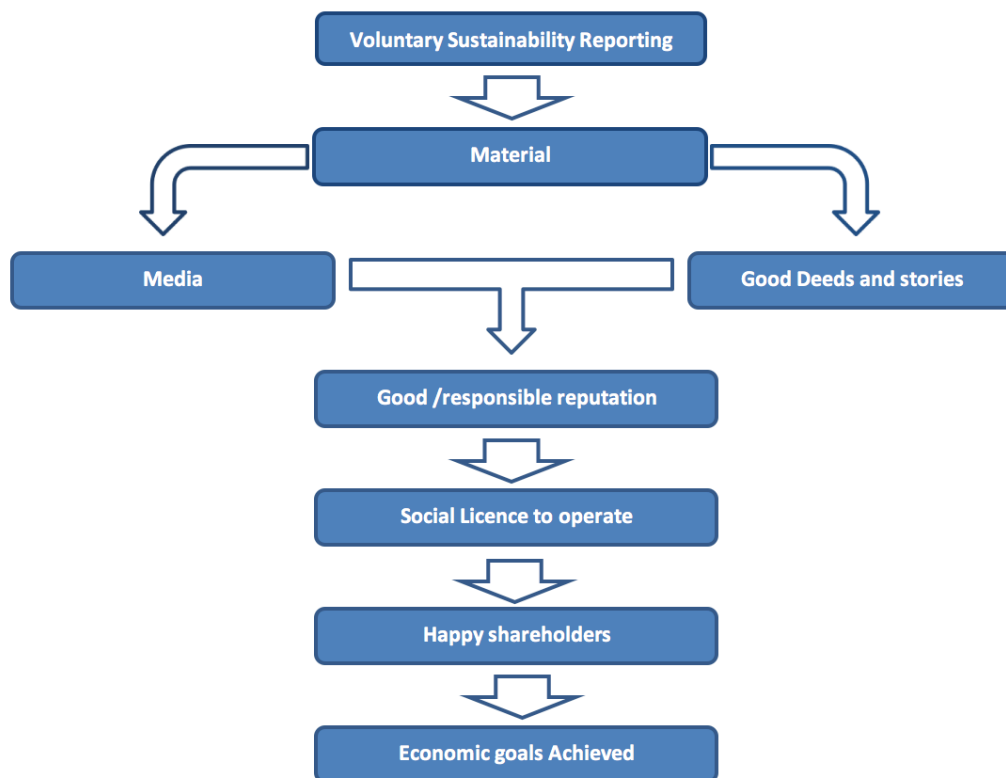 Voluntary Sustainability Reporting
Material
Media
Good Deeds and stories
Good /responsible reputation
Social Licence to operate
Happy shareholders
Economic goals Achieved